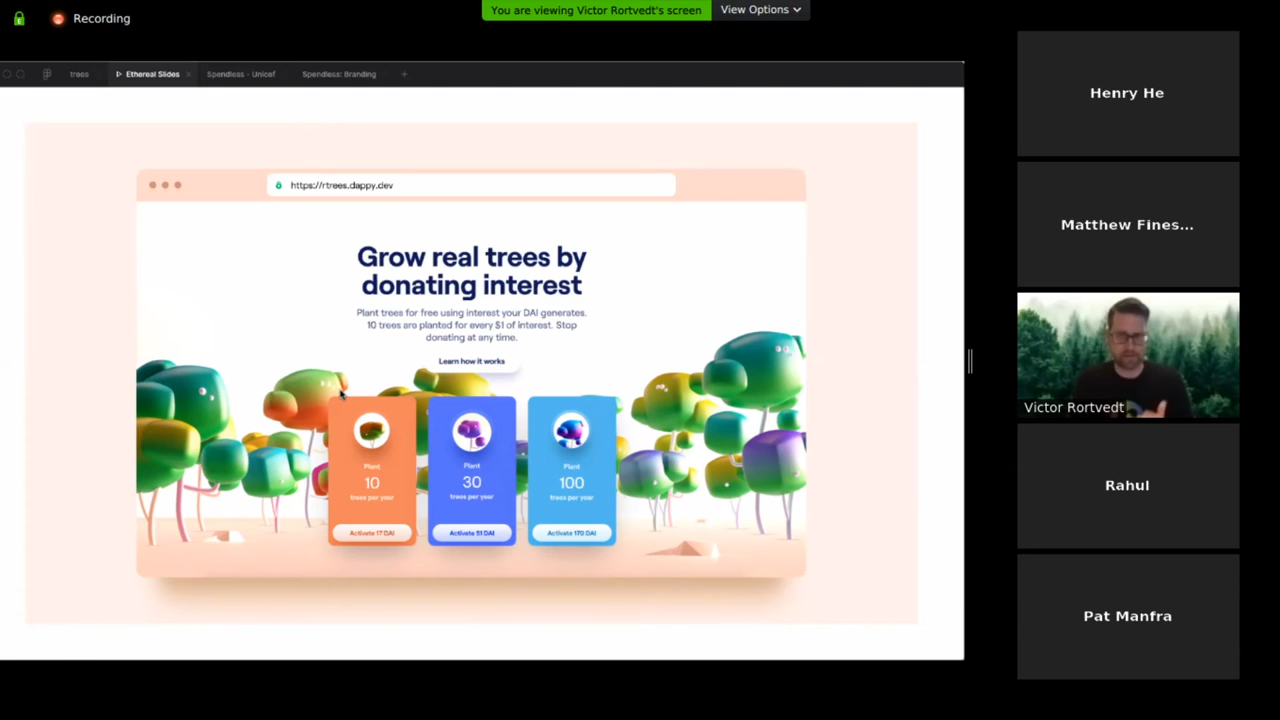 Recording
You are viewing Victor Rortvedt's screen
View Options
trees
Ethereal Slides
Spendless - Unicef
Spendless: Branding
https://rtrees.dappy.dev
Grow real trees by
donating interest
Plant trees for free using interest your DAI generates.
10 trees are planted for every $1 of interest. Stop
donating at any time.
Learn how it works
Plant
10
trees per year
Activate 17 DAI
Plant
30
trees per year
Activate 51 DAI
Plant
100
trees per year
Activate 170 DAI
Henry He
Matthew Fines...
Victor Rortvedt
Rahul
Pat Manfra